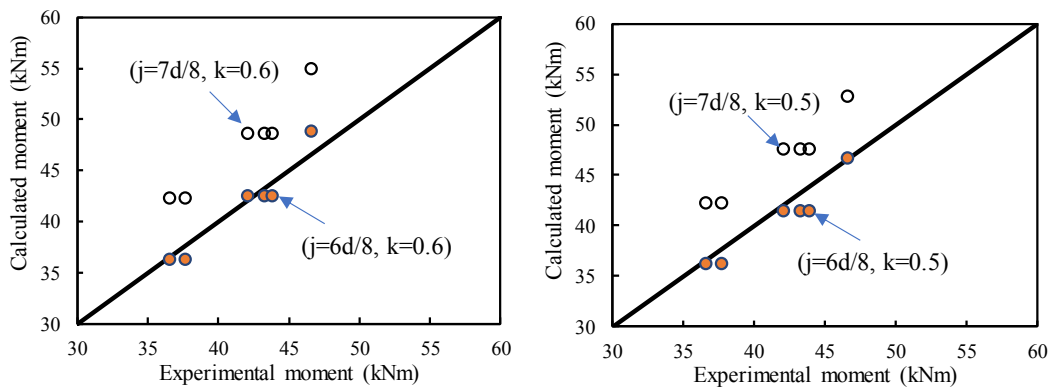 60
55
50
45
40
35
30
30 35 40 45 50 55 60
Calculated moment (kNm)
Experimental moment (kNm)
(j=7d/8, k=0.6)
(j=6d/8, k=0.6)
60
55
50
45
40
35
30
30 35 40 45 50 55 60
Calculated moment (kNm)
Experimental moment (kNm)
(j=7d/8, k=0.5)
(j=6d/8, k=0.5)